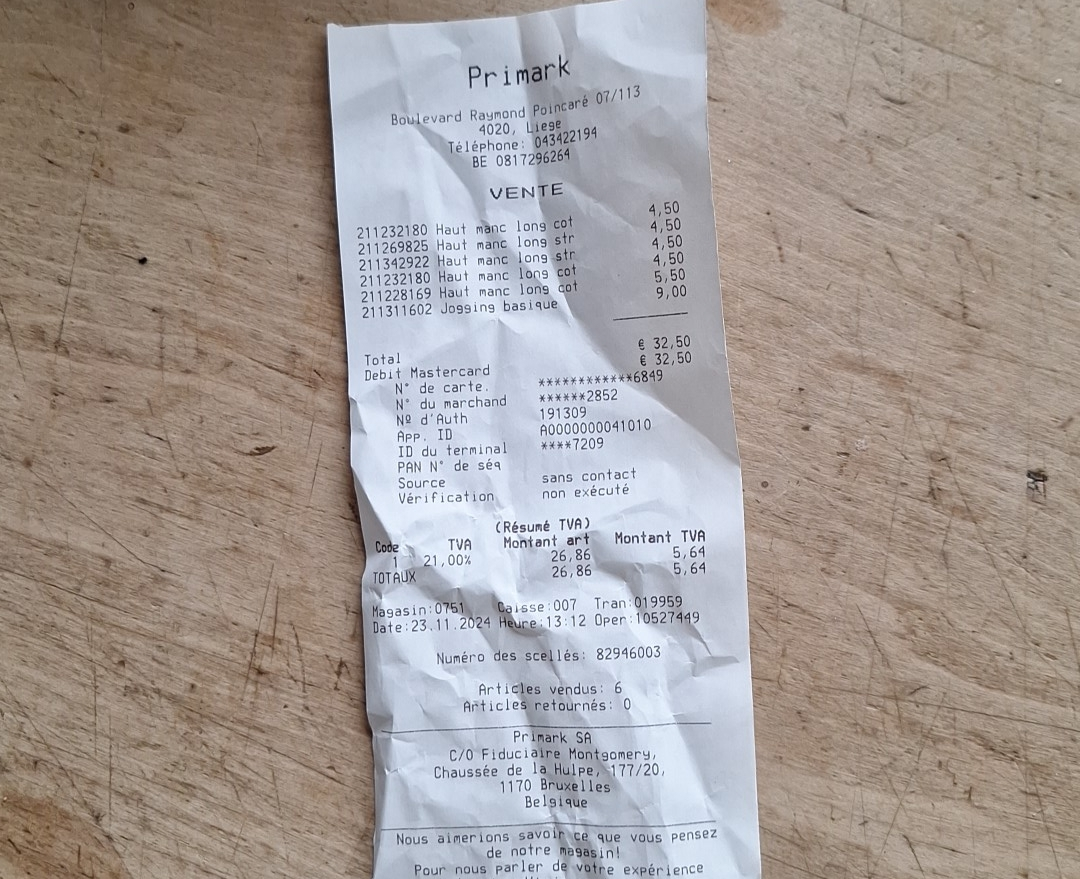 Primark
Boulevard Raymond Poincaré 07/113
4020, Liege
Téléphone: 043422194
BE 0817296264
VENTE
211232180 Haut manc long cot 4,50
211269825 Haut manc long str 4,50
211342922 Haut manc long str 4,50
211232180 Haut manc long cot 4,50
211228169 Haut manc long cot 5,50
211311602 Jogging basique 9,00
Total € 32,50
Debit Mastercard € 32,50
N° de carte. ************6849
N° du marchand ******2852
Nº d'Auth 191309
App. ID A0000000041010
ID du terminal ****7209
PAN N° de séq
Source sans contact
Vérification non exécuté
(Résumé TVA)
Code TVA Montant art Montant TVA
1 21,00% 26,86 5,64
TOTAUX 26,86 5,64
Magasin:0751 Caisse:007 Tran:019959
Date:23.11.2024 Heure:13:12 Oper:10527449
Numéro des scellés: 82946003
Articles vendus: 6
Articles retournés: 0
Primark SA
C/O Fiduciaire Montgomery,
Chaussée de la Hulpe, 177/20,
1170 Bruxelles
Belgique
Nous aimerions savoir ce que vous pensez
de notre magasin!
Pour nous parler de votre expérience